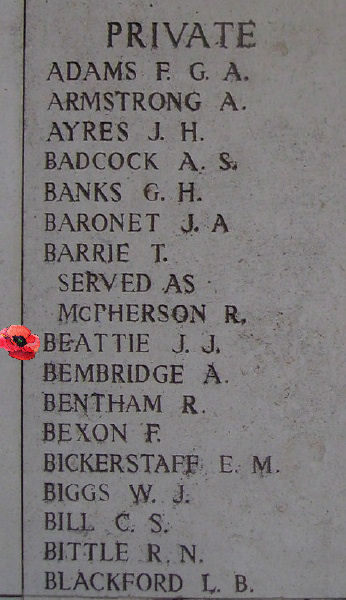 PRIVATE
ADAMS F. G. A.
ARMSTRONG A.
AYRES J. H.
BADCOCK A. S.
BANKS G. H.
BARONET J. A
BARRIE T.
SERVED AS
McPHERSON R.
BEATTIE J. J.
BEMBRIDGE A.
BENTHAM R.
BEXON F.
BICKERSTAFF E. M.
BIGGS W. J.
BILL C. S.
BITTLE R. N.
BLACKFORD L. B.